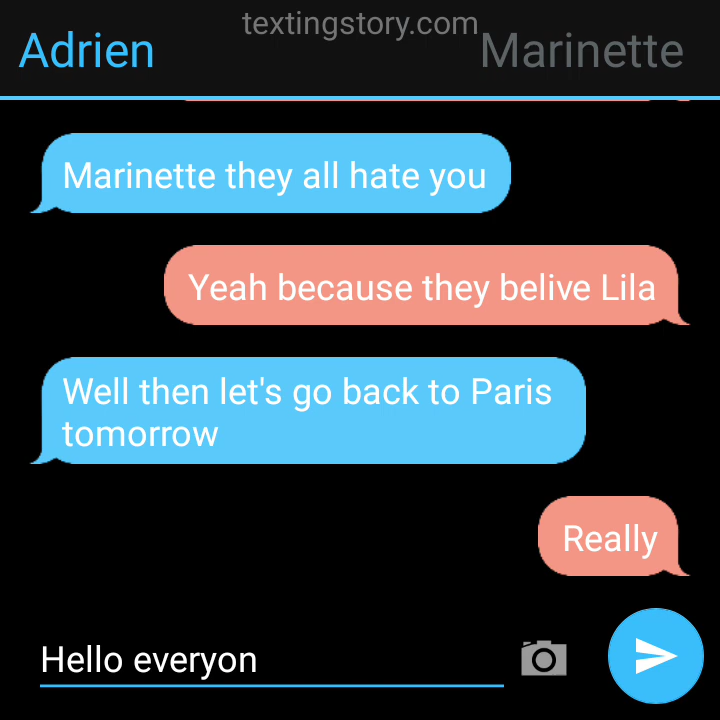 textingstory.com
Adrien
Marinette
Marinette they all hate you
Yeah because they belive Lila
Well then let's go back to Paris
tomorrow
Really
Hello everyon